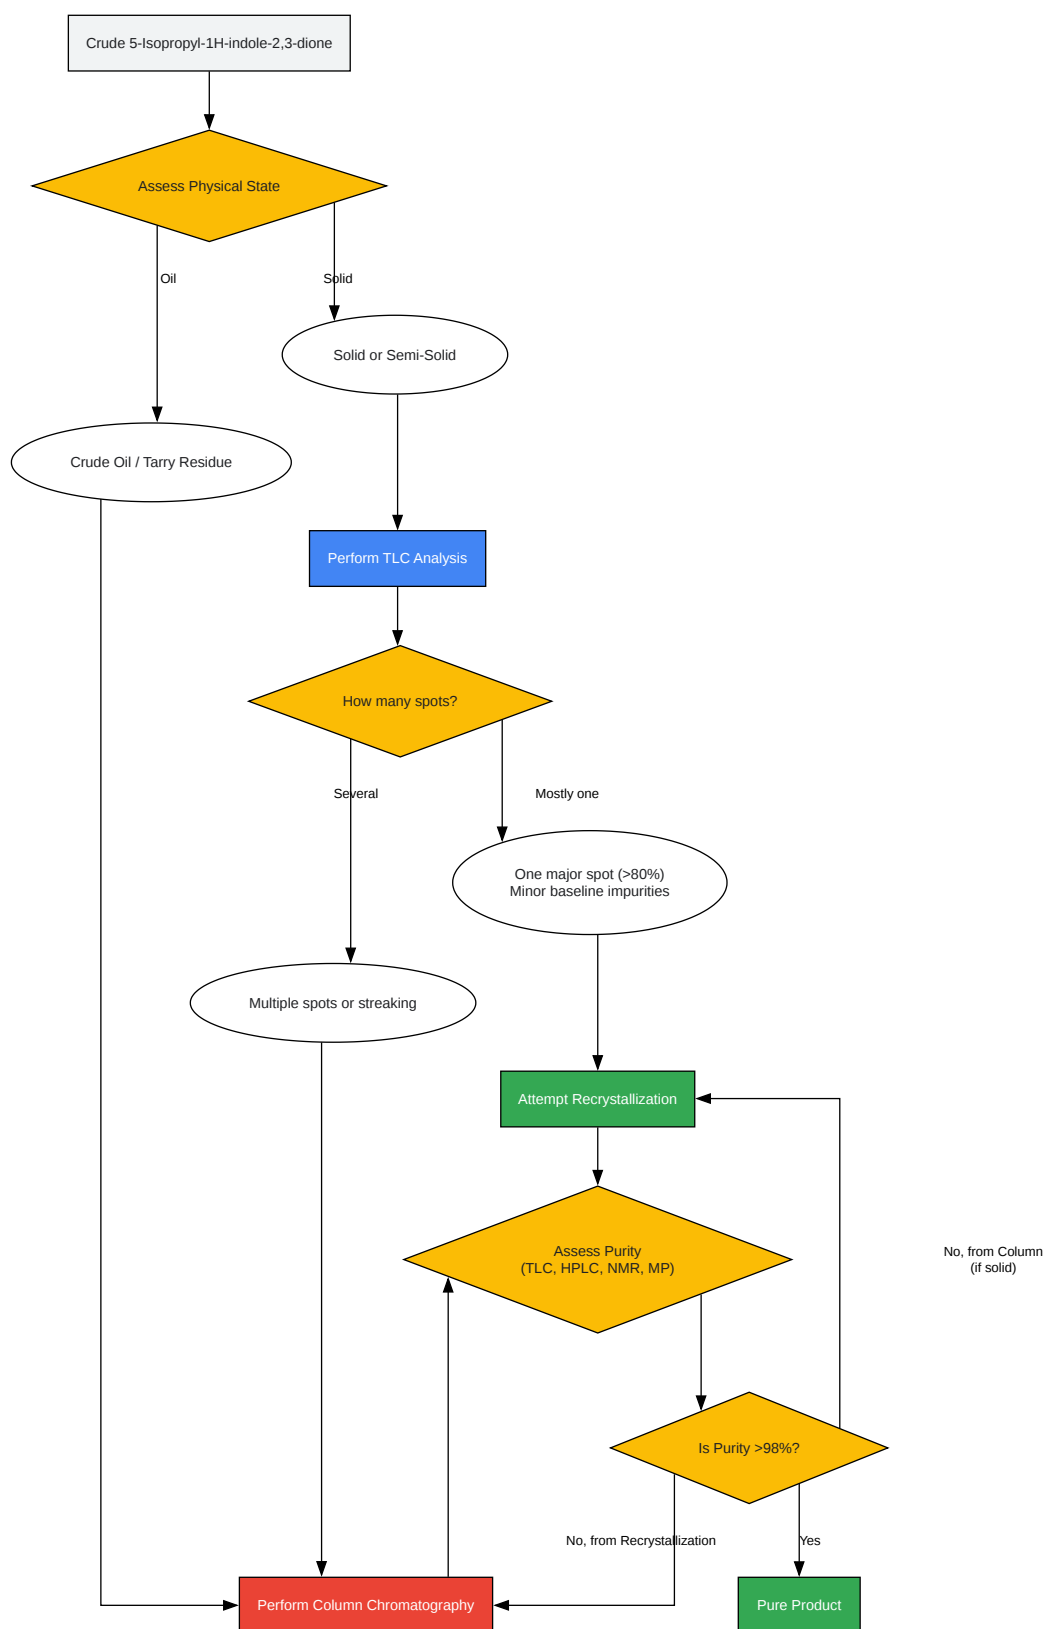 Crude 5-Isopropyl-1H-indole-2,3-dione
Assess Physical State
Oil
Solid
Solid or Semi-Solid
Crude Oil / Tarry Residue
Perform TLC Analysis
How many spots?
Several
Mostly one
One major spot (>80%)
Minor baseline impurities
Multiple spots or streaking
Attempt Recrystallization
Assess Purity
(TLC, HPLC, NMR, MP)
No, from Column
(if solid)
Is Purity >98%?
No, from Recrystallization
Yes
Perform Column Chromatography
Pure Product